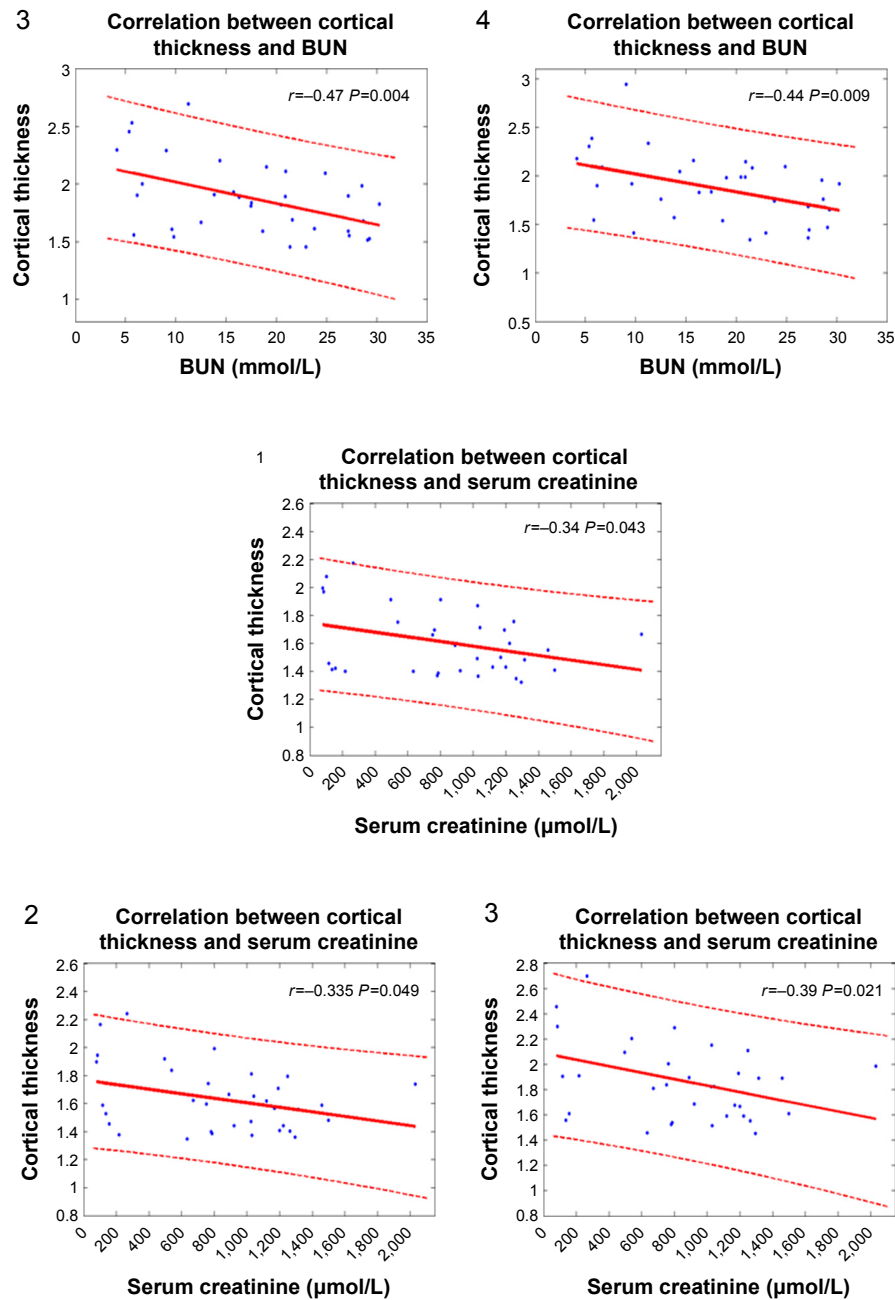 3
Correlation between cortical
thickness and BUN
r=–0.47 P=0.004
Cortical thickness
3
2.5
2
1.5
1
0 5 10 15 20 25 30 35
BUN (mmol/L)
4
Correlation between cortical
thickness and BUN
r=–0.44 P=0.009
Cortical thickness
3
2.5
2
1.5
1
0.5
0 5 10 15 20 25 30 35
BUN (mmol/L)
1
Correlation between cortical
thickness and serum creatinine
r=–0.34 P=0.043
Cortical thickness
2.6
2.4
2.2
2
1.8
1.6
1.4
1.2
1
0.8
0 200 400 600 800 1,000 1,200 1,400 1,600 1,800 2,000
Serum creatinine (µmol/L)
2
Correlation between cortical
thickness and serum creatinine
r=–0.335 P=0.049
Cortical thickness
2.6
2.4
2.2
2
1.8
1.6
1.4
1.2
1
0.8
0 200 400 600 800 1,000 1,200 1,400 1,600 1,800 2,000
Serum creatinine (µmol/L)
3
Correlation between cortical
thickness and serum creatinine
r=–0.39 P=0.021
Cortical thickness
2.8
2.6
2.4
2.2
2
1.8
1.6
1.4
1.2
1
0.8
0 200 400 600 800 1,000 1,200 1,400 1,600 1,800 2,000
Serum creatinine (µmol/L)